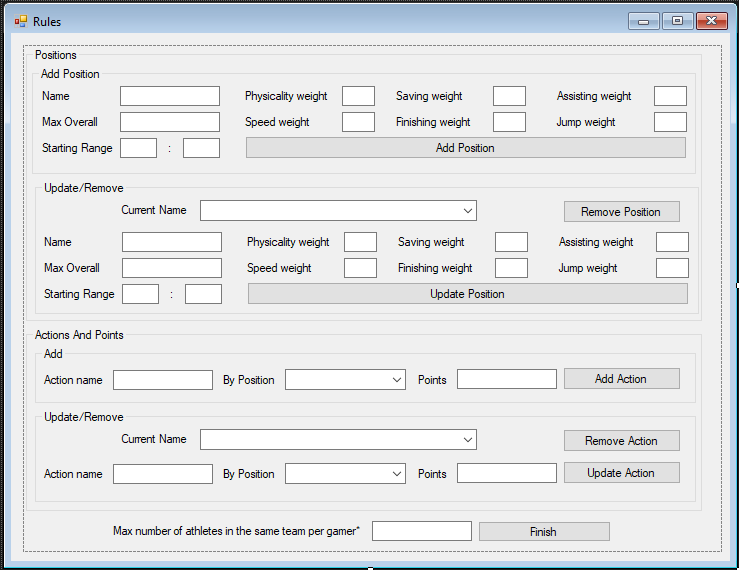 Rules
Positions
Add Position
Name Physicality weight Saving weight Assisting weight
Max Overall Speed weight Finishing weight Jump weight
Starting Range : Add Position
Update/Remove
Current Name Remove Position
Name Physicality weight Saving weight Assisting weight
Max Overall Speed weight Finishing weight Jump weight
Starting Range : Update Position
Actions And Points
Add
Action name By Position Points Add Action
Update/Remove
Current Name Remove Action
Action name By Position Points Update Action
Max number of athletes in the same team per gamer* Finish